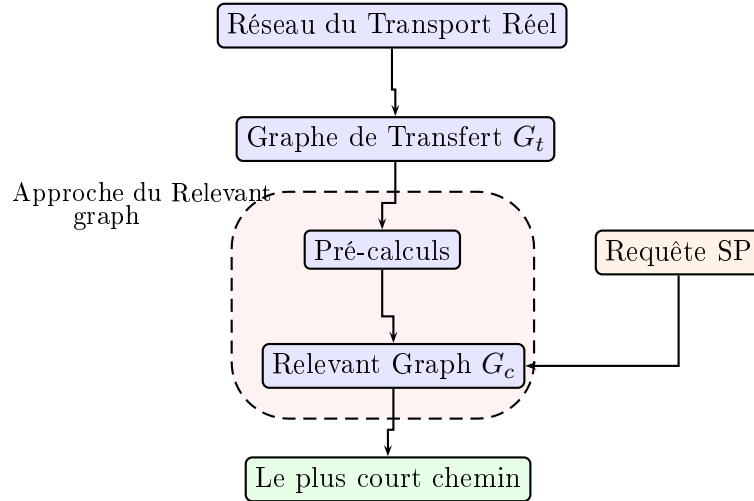 Réseau du Transport Réel
Graphe de Transfert G_t
Approche du Relevant
graph
Pré-calculs
Requête SP
Relevant Graph G_c
Le plus court chemin